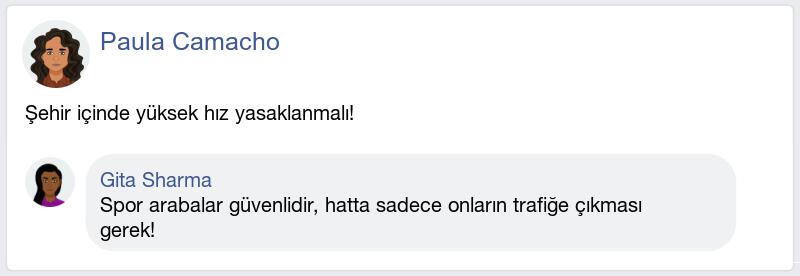 Paula Camacho
Şehir içinde yüksek hız yasaklanmalı!
Gita Sharma
Spor arabalar güvenlidir, hatta sadece onların trafiğe çıkması
gerek!